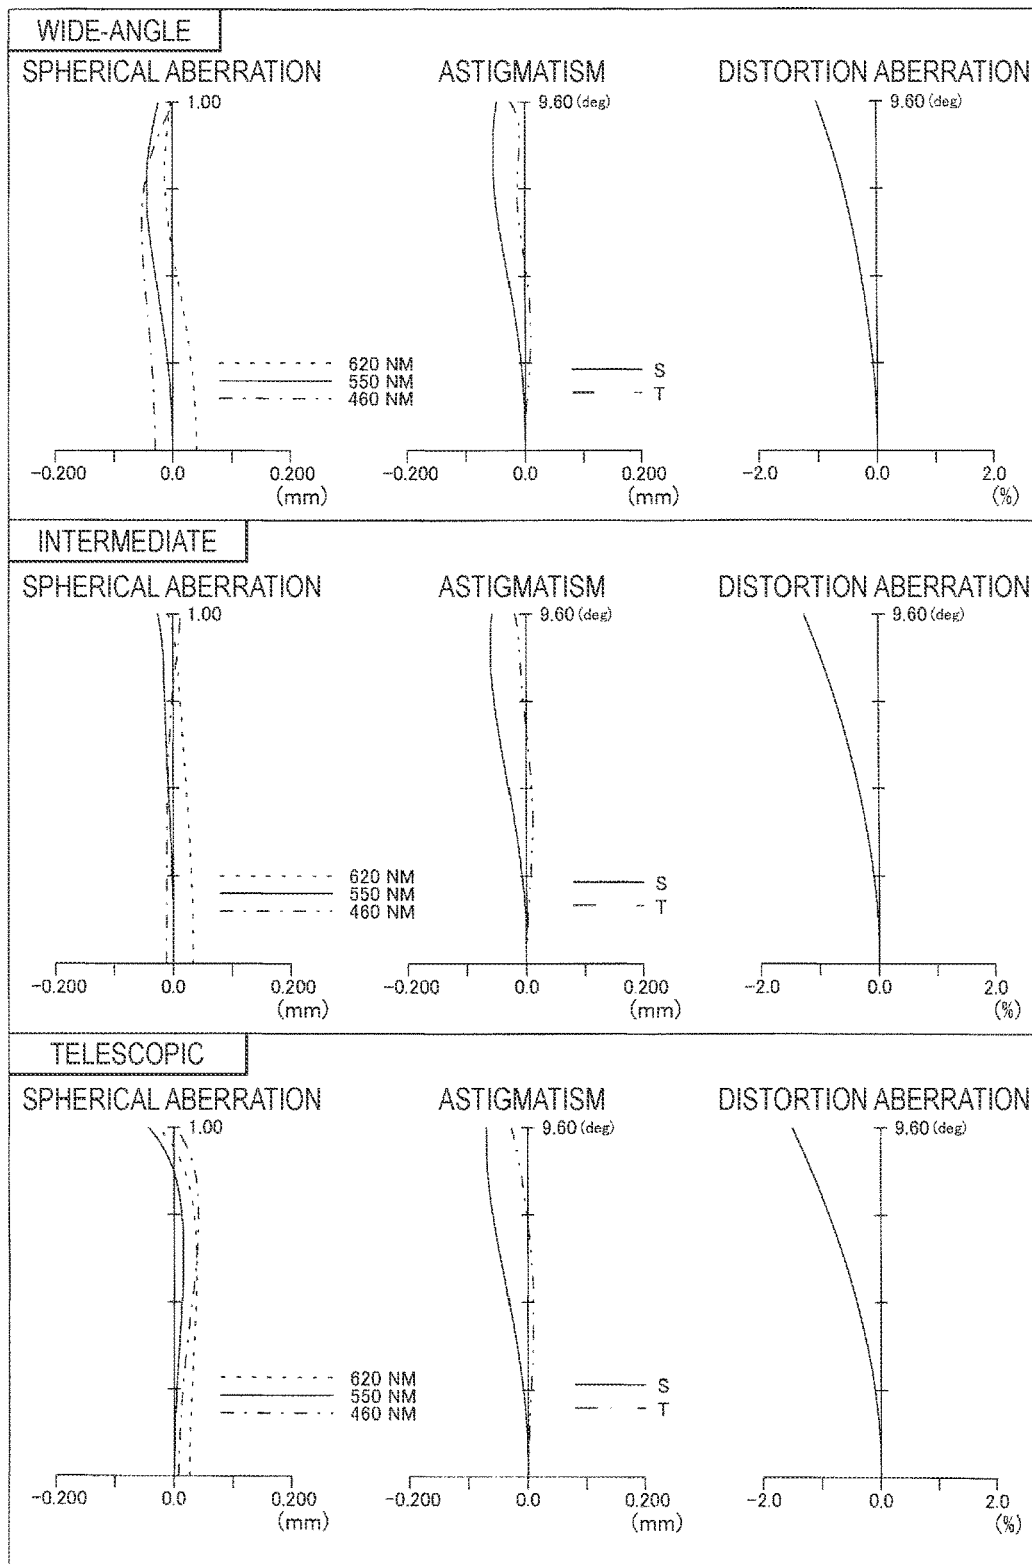 WIDE-ANGLE
SPHERICAL ABERRATION
ASTIGMATISM
DISTORTION ABERRATION
1.00
9.60 (deg)
9.60 (deg)
620 NM
550 NM
460 NM
S
T
-0.200
0.0
0.200
(mm)
-0.200
0.0
0.200
(mm)
-2.0
0.0
2.0
(%)
INTERMEDIATE
SPHERICAL ABERRATION
ASTIGMATISM
DISTORTION ABERRATION
1.00
9.60 (deg)
9.60 (deg)
620 NM
550 NM
460 NM
S
T
-0.200
0.0
0.200
(mm)
-0.200
0.0
0.200
(mm)
-2.0
0.0
2.0
(%)
TELESCOPIC
SPHERICAL ABERRATION
ASTIGMATISM
DISTORTION ABERRATION
1.00
9.60 (deg)
9.60 (deg)
620 NM
550 NM
460 NM
S
T
-0.200
0.0
0.200
(mm)
-0.200
0.0
0.200
(mm)
-2.0
0.0
2.0
(%)